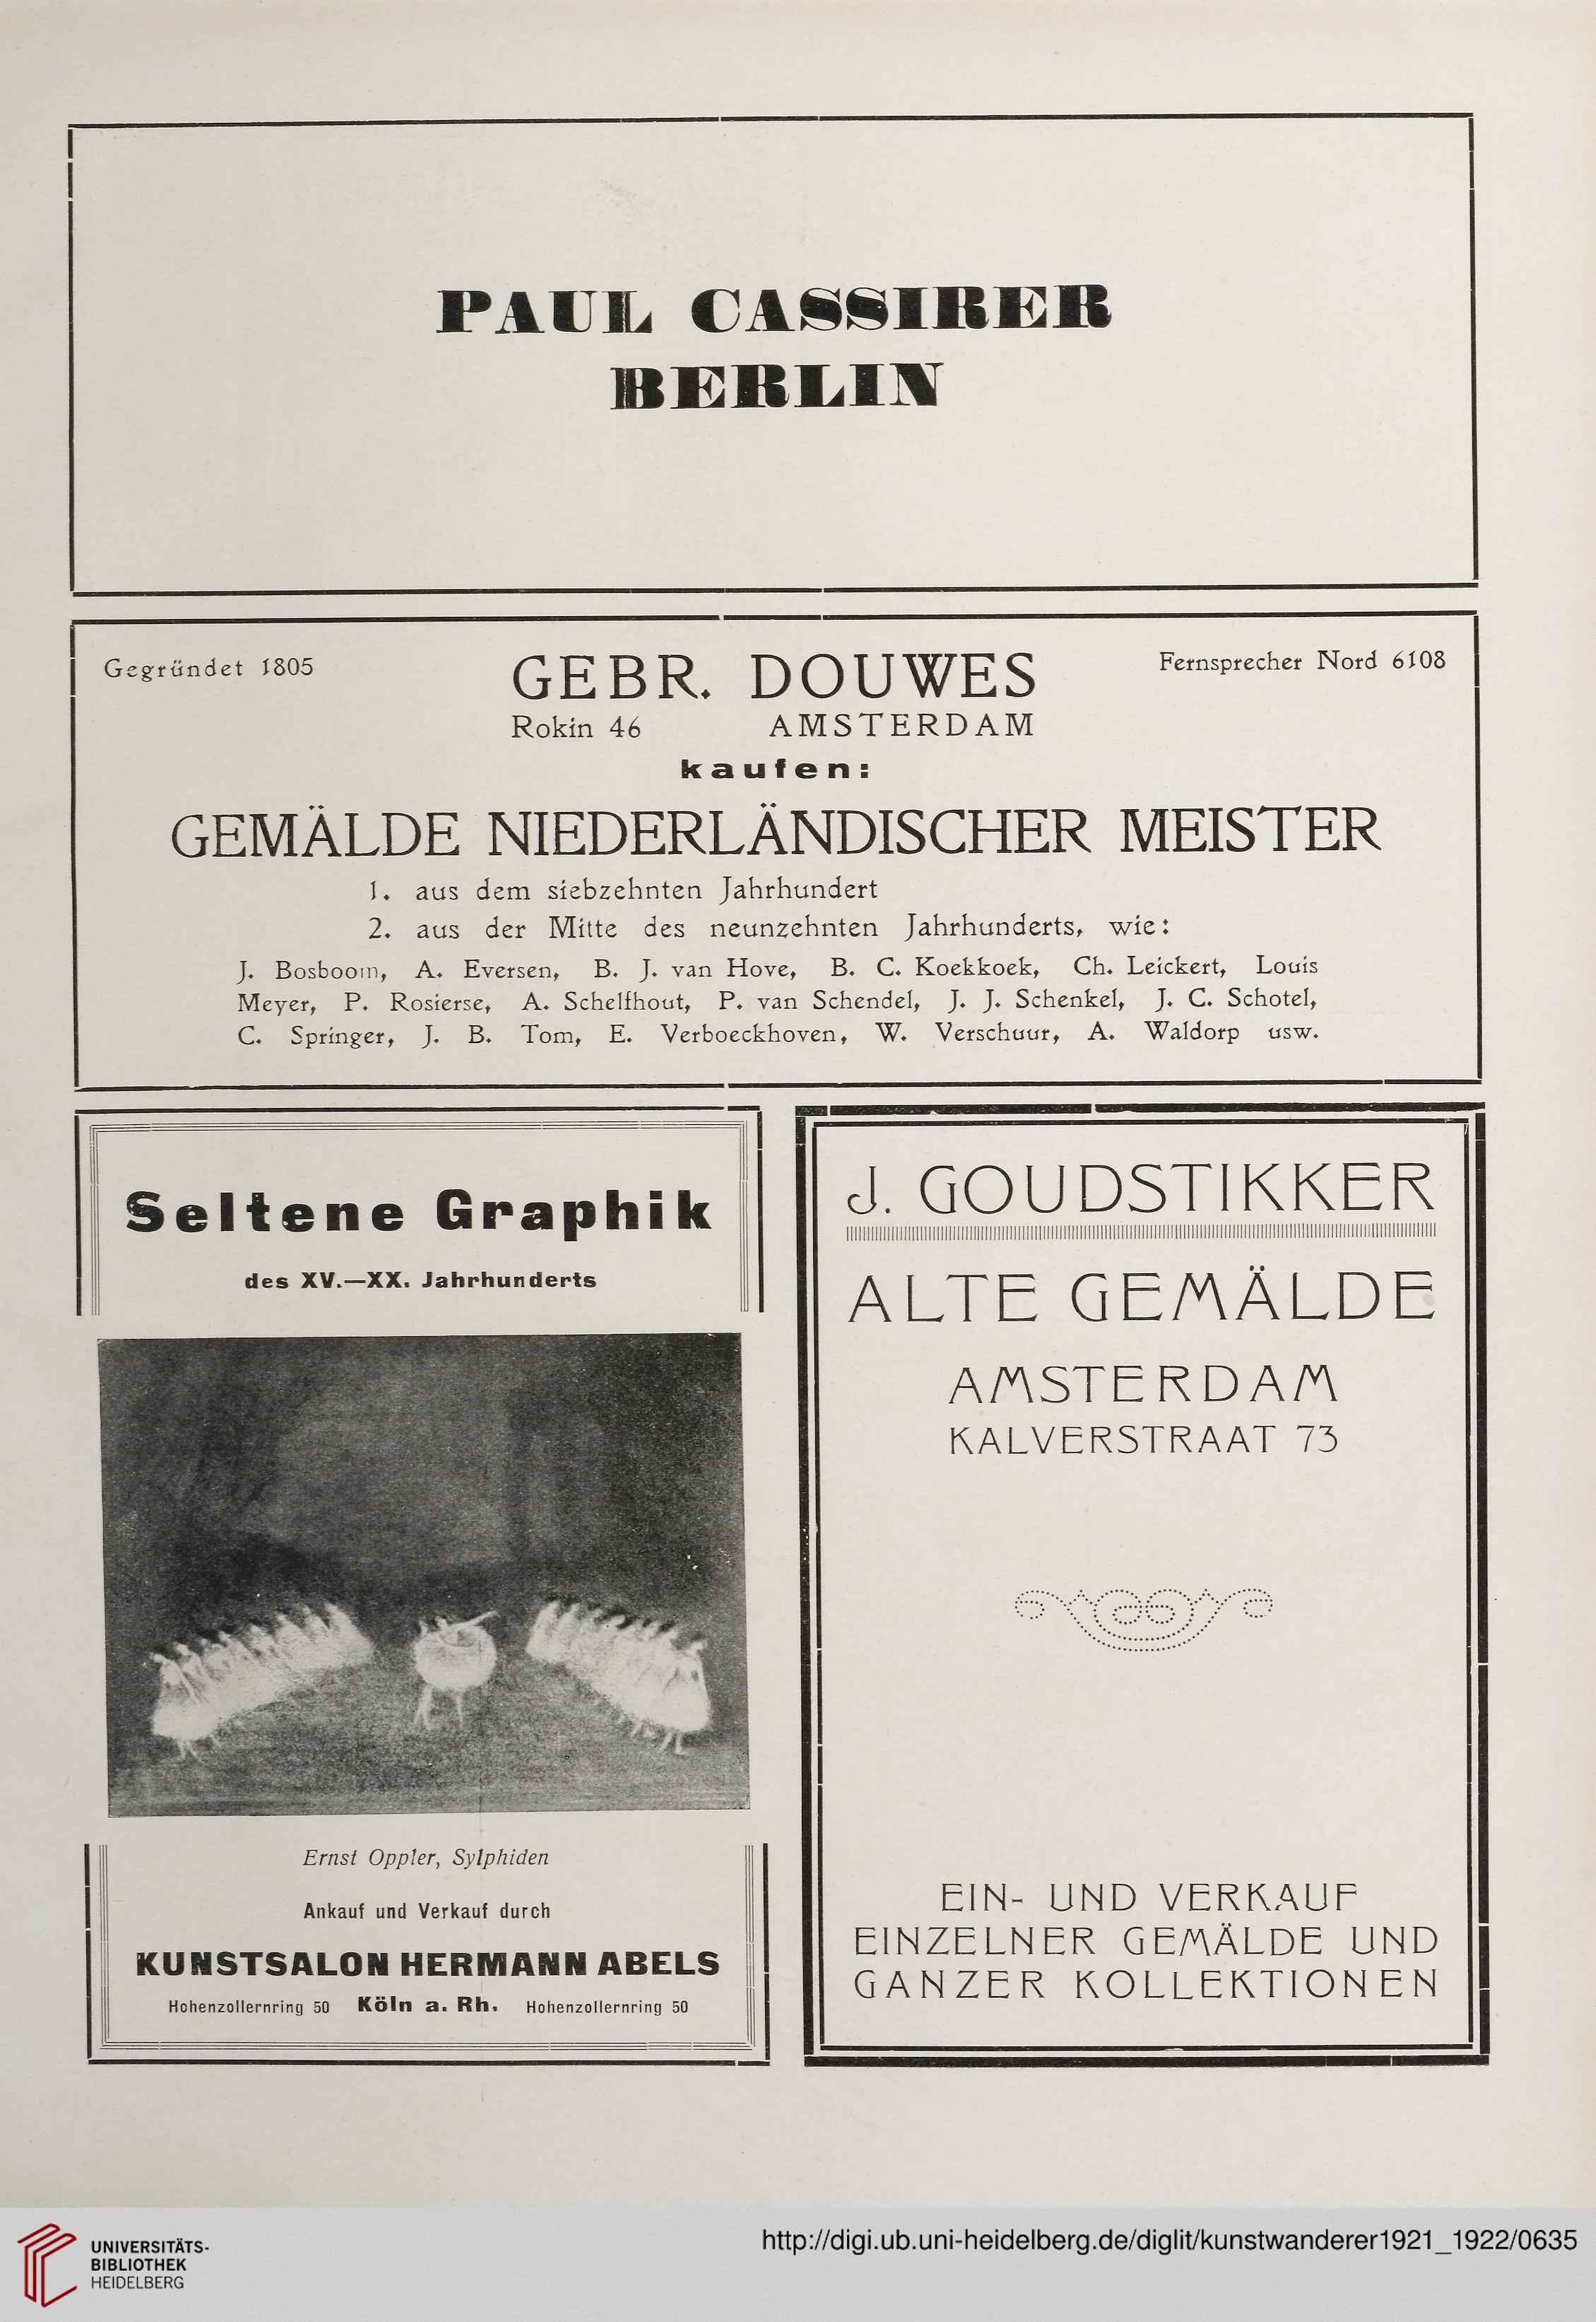 PAUL CASSIRER
BERLIN
Gegründet 1805
GEBR. DOUWES
Fernsprecher Nord 6108
Rokin 46 AMSTERDAM
kaufen:
GEMÄLDE NIEDERLÄNDISCHER MEISTER
1. aus dem siebzehnten Jahrhundert
2. aus der Mitte des neunzehnten Jahrhunderts, wie:
J. Bosboom, A. Eversen, B. J. van Hove, B. C. Koekkoek, Ch. Leickert, Louis
Meyer, P. Rosierse, A. Schelfhout, P. van Schendel, J. J. Schenkel, J. C. Schotel,
C. Springer, J. B. Tom, E. Verboeckhoven, W. Verschuur, A. Waldorp usw.
Seltene Graphik
des XV.—XX. Jahrhunderts
Ernst Oppler, Sylphiden
Ankauf und Verkauf durch
KUNSTSALON HERMANN ABELS
Hohenzollernring 50 Köln a. Rh. Hohenzollernring 50
J. GOUDSTIKKER
ALTE GEMÄLDE
AMSTERDAM
KALVERSTRAAT 73
EIN- UND VERKAUF
EINZELNER GEMÄLDE UND
GANZER KOLLEKTIONEN
UNIVERSITÄTS-
BIBLIOTHEK
HEIDELBERG
http://digi.ub.uni-heidelberg.de/diglit/kunstwanderer1921_1922/0635